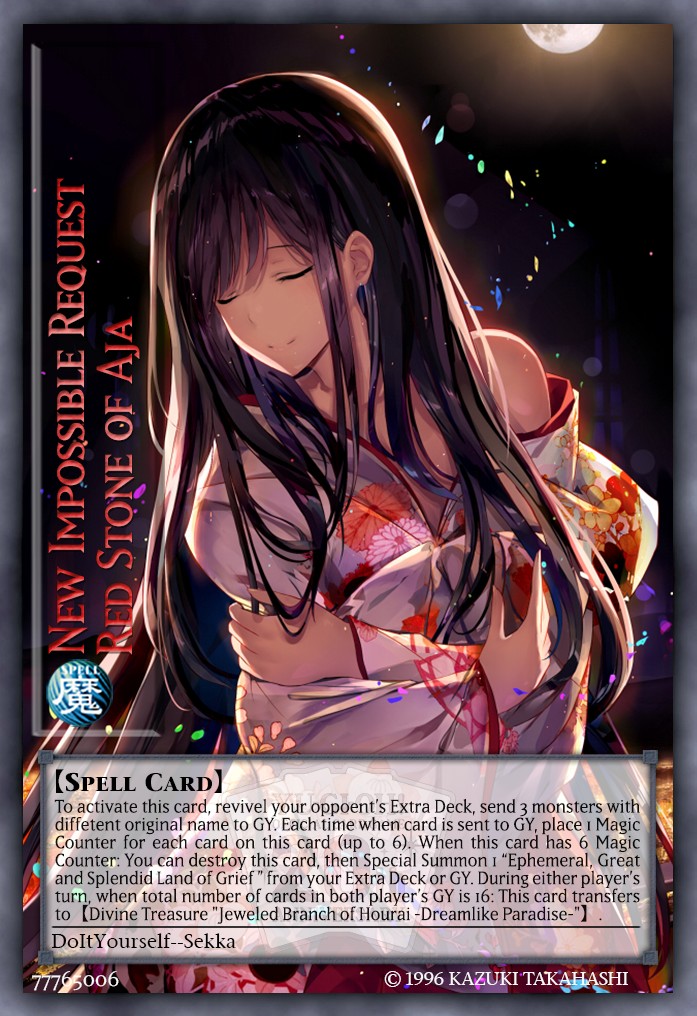 New Impossible Request
Red Stone of Aja
SPELL
魔
【Spell Card】
To activate this card, revivel your oppoent's Extra Deck, send 3 monsters with
diffetent original name to GY. Each time when card is sent to GY, place 1 Magic
Counter for each card on this card (up to 6). When this card has 6 Magic
Counter: You can destroy this card, then Special Summon 1 "Ephemeral, Great
and Splendid Land of Grief " from your Extra Deck or GY. During either player's
turn, when total number of cards in both player's GY is 16: This card transfers
to【Divine Treasure "Jeweled Branch of Hourai -Dreamlike Paradise-"】.
DoItYourself--Sekka
77765006
© 1996 KAZUKI TAKAHASHI